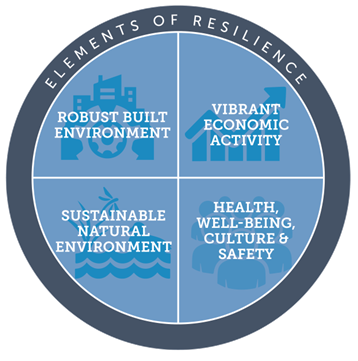 ELEMENTS OF RESILIENCE
ROBUST BUILT
ENVIRONMENT
VIBRANT
ECONOMIC
ACTIVITY
SUSTAINABLE
NATURAL
ENVIRONMENT
HEALTH,
WELL-BEING,
CULTURE &
SAFETY